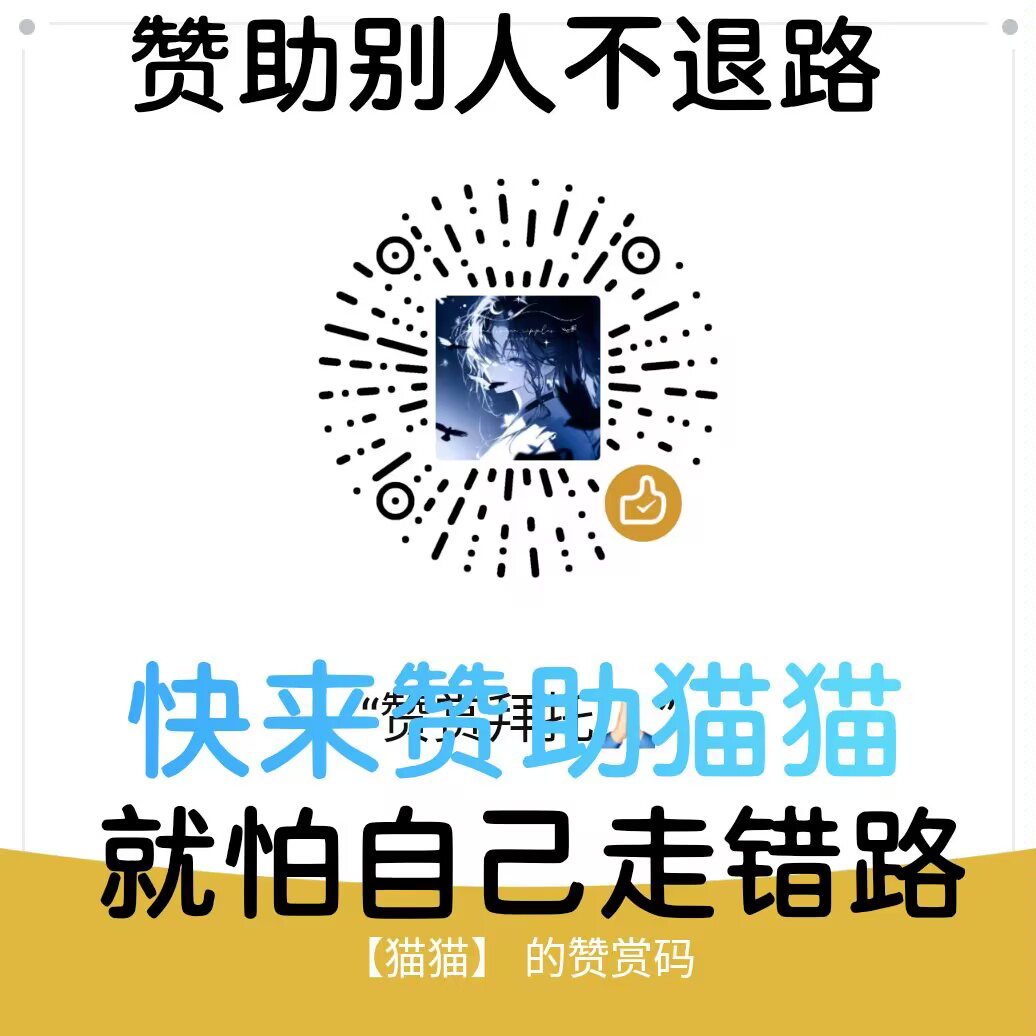 赞助别人不退路
快来赞助猫猫
“赞赏拜托🙏🏻”
就怕自己走错路
【猫猫】 的赞赏码